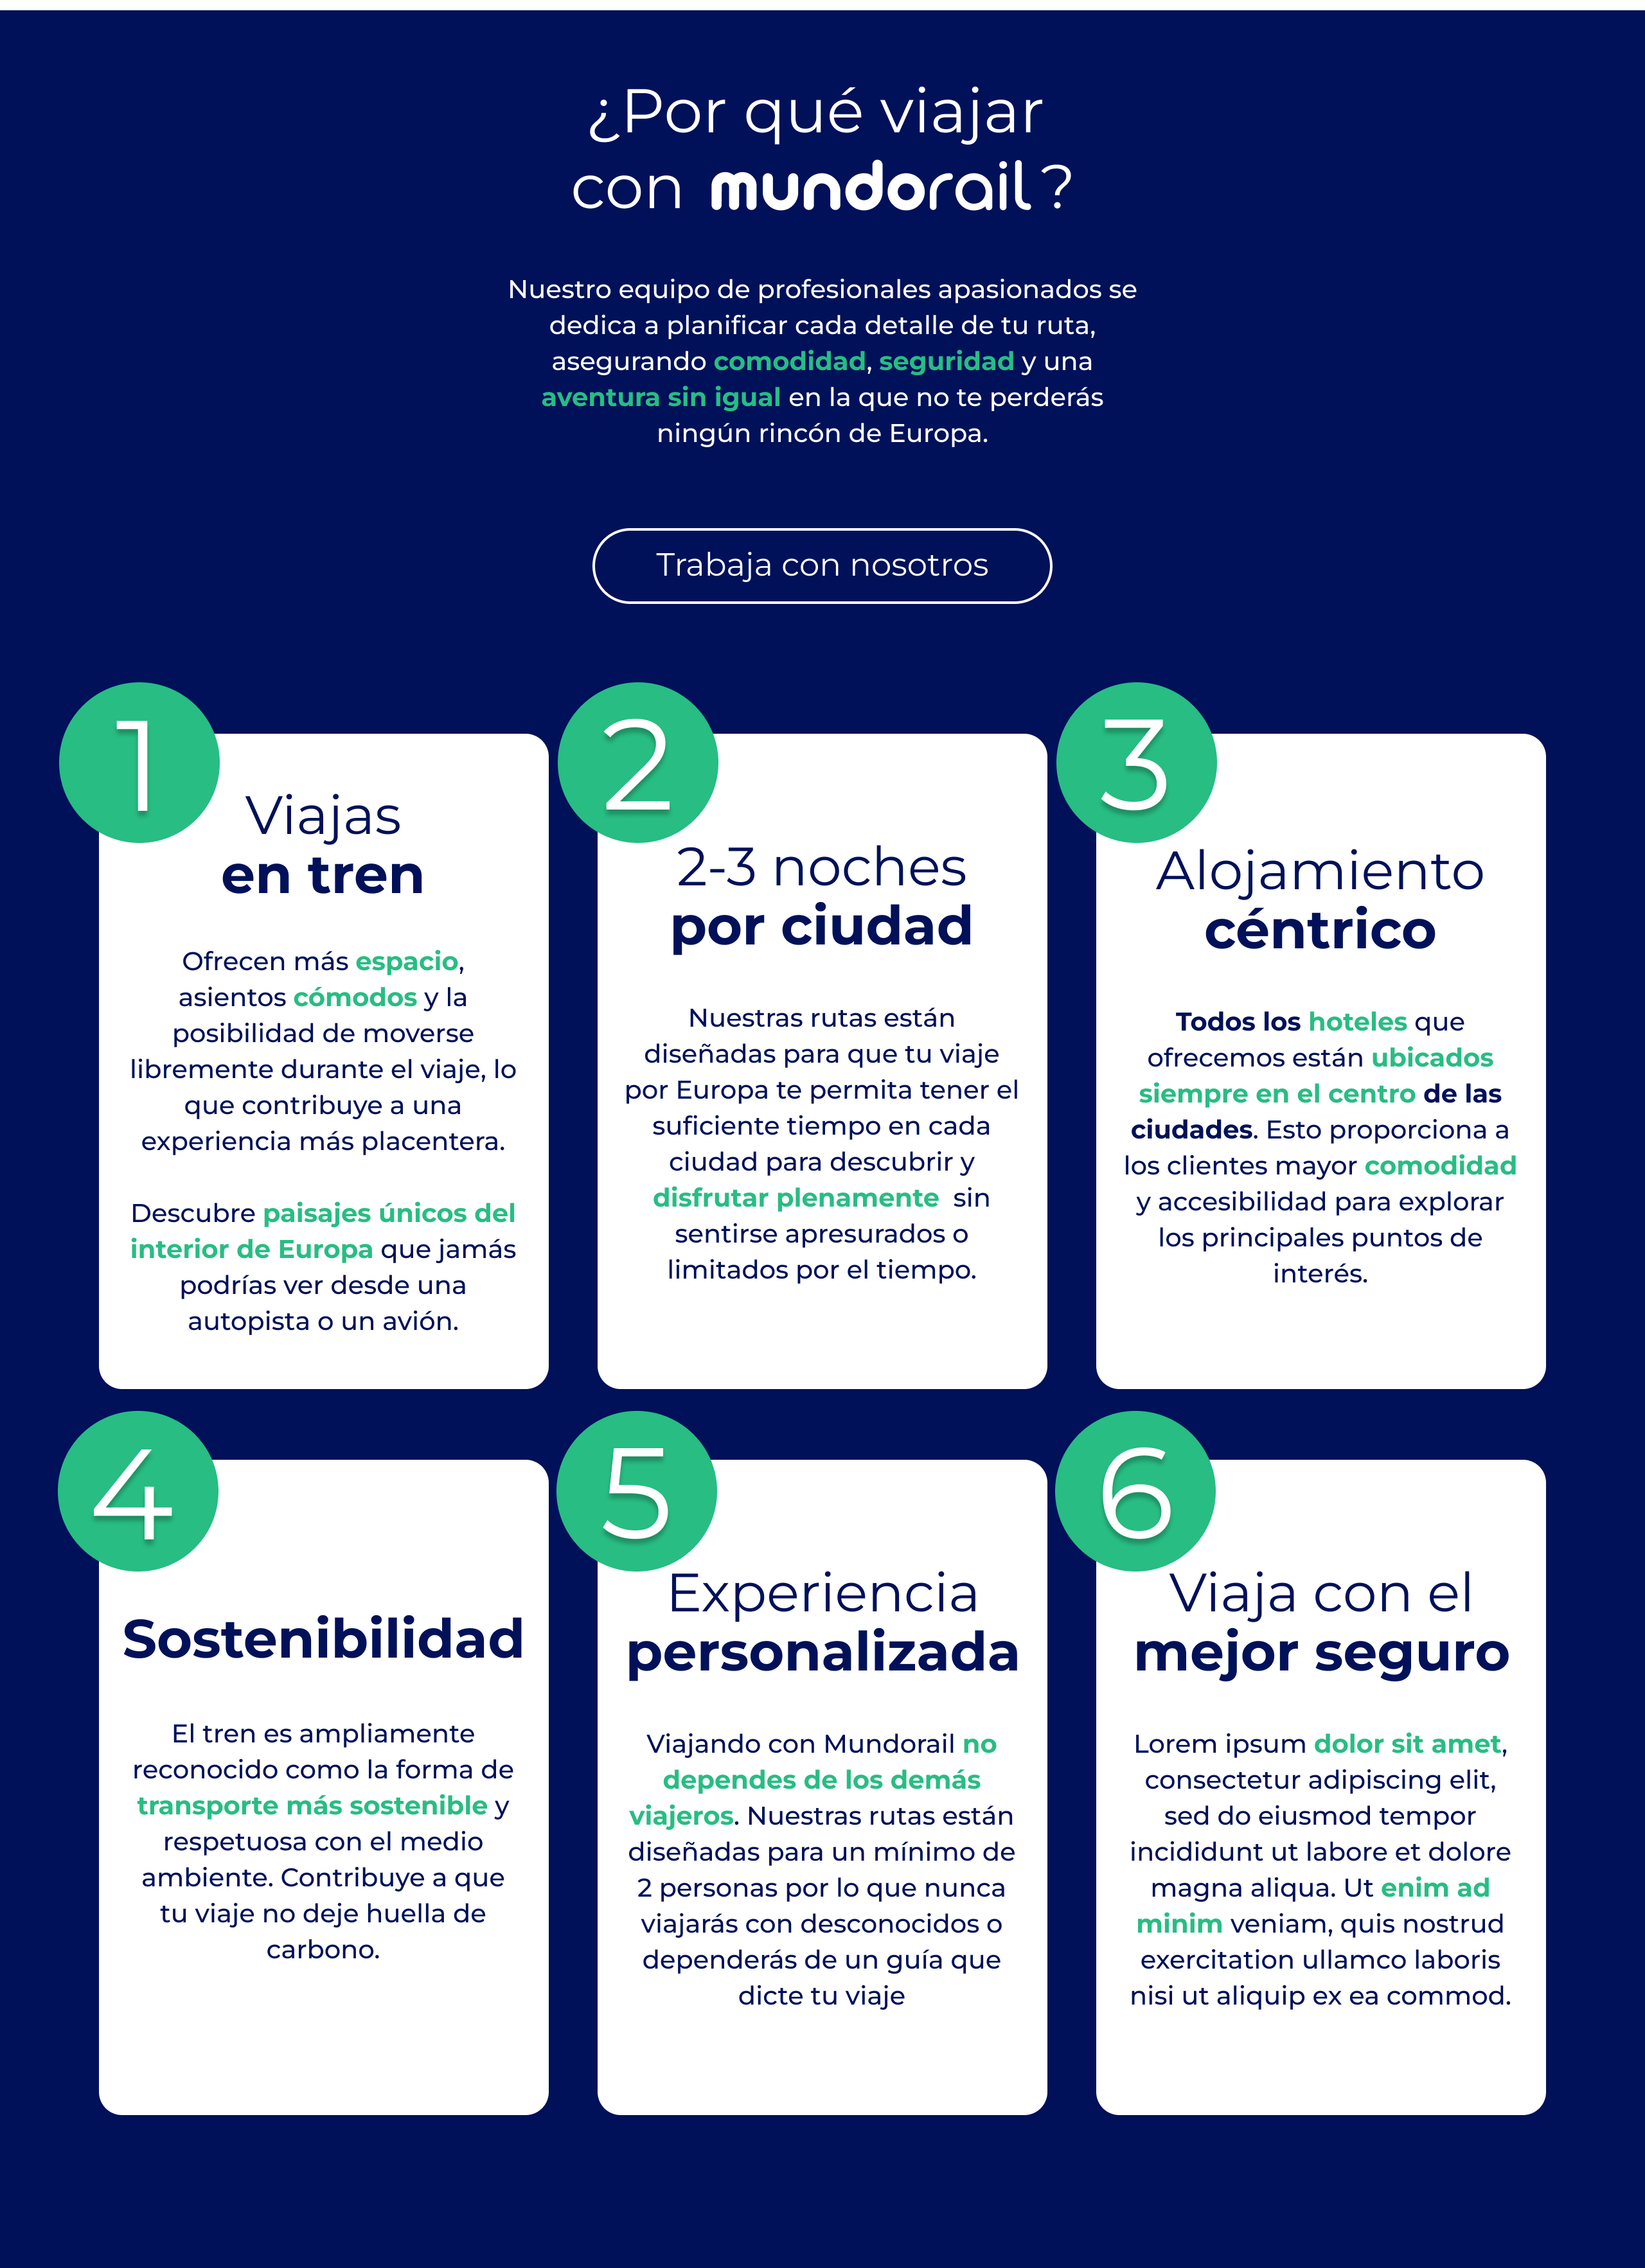 ¿Por qué viajar
con mundorail?
Nuestro equipo de profesionales apasionados se
dedica a planificar cada detalle de tu ruta,
asegurando comodidad, seguridad y una
aventura sin igual en la que no te perderás
ningún rincón de Europa.
Trabaja con nosotros
1
Viajas
en tren
Ofrecen más espacio,
asientos cómodos y la
posibilidad de moverse
libremente durante el viaje, lo
que contribuye a una
experiencia más placentera.
Descubre paisajes únicos del
interior de Europa que jamás
podrías ver desde una
autopista o un avión.
2
2-3 noches
por ciudad
Nuestras rutas están
diseñadas para que tu viaje
por Europa te permita tener el
suficiente tiempo en cada
ciudad para descubrir y
disfrutar plenamente sin
sentirse apresurados o
limitados por el tiempo.
3
Alojamiento
céntrico
Todos los hoteles que
ofrecemos están ubicados
siempre en el centro de las
ciudades. Esto proporciona a
los clientes mayor comodidad
y accesibilidad para explorar
los principales puntos de
interés.
4
Sostenibilidad
El tren es ampliamente
reconocido como la forma de
transporte más sostenible y
respetuosa con el medio
ambiente. Contribuye a que
tu viaje no deje huella de
carbono.
5
Experiencia
personalizada
Viajando con Mundorail no
dependes de los demás
viajeros. Nuestras rutas están
diseñadas para un mínimo de
2 personas por lo que nunca
viajarás con desconocidos o
dependerás de un guía que
dicte tu viaje
6
Viaja con el
mejor seguro
Lorem ipsum dolor sit amet,
consectetur adipiscing elit,
sed do eiusmod tempor
incididunt ut labore et dolore
magna aliqua. Ut enim ad
minim veniam, quis nostrud
exercitation ullamco laboris
nisi ut aliquip ex ea commod.